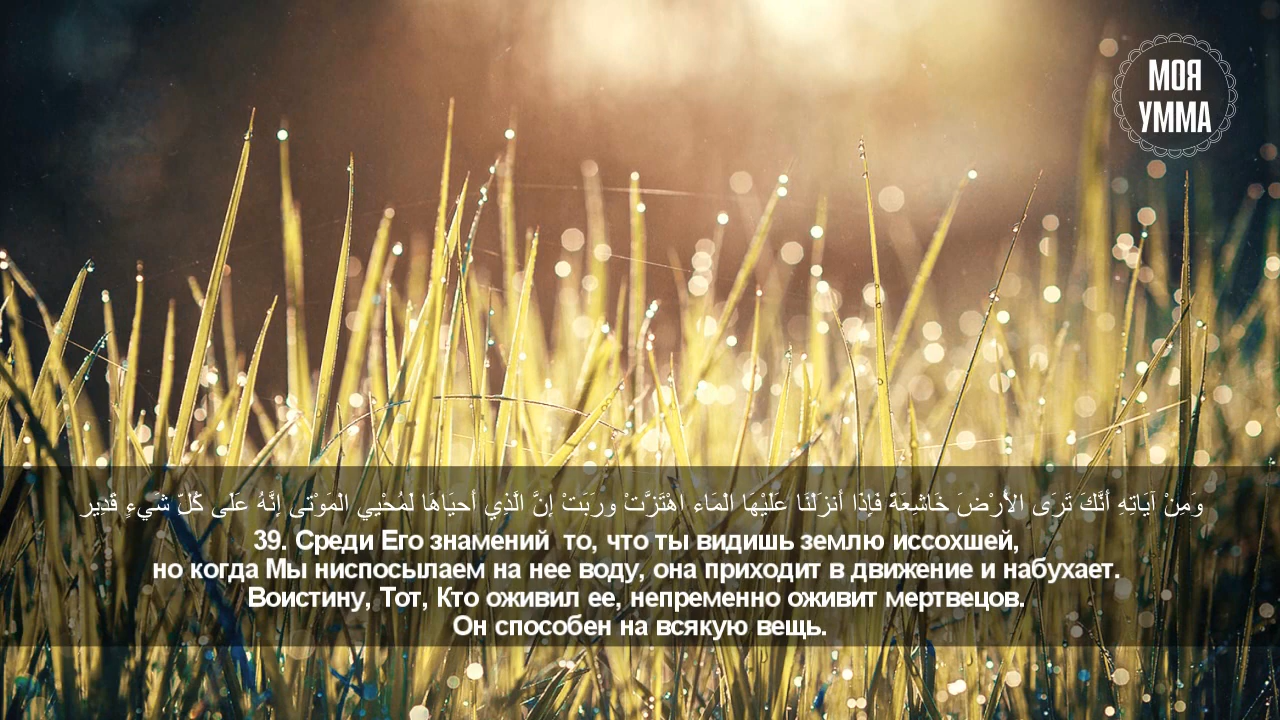 МОЯ
УММА
وَمِنْ آيَاتِهِ أَنَّكَ تَرَى الأَرْضَ خَاشِعَةً فَإِذَا أَنزَلْنَا عَلَيْهَا الْمَاء اهْتَزَّتْ وَرَبَتْ إِنَّ الَّذِي أَحيَاهَا لَمُحْيِي الْمَوْتَى إِنَّهُ عَلَى كُلِّ شَيْءٍ قَدِير
39. Среди Его знамений то, что ты видишь землю иссохшей,
но когда Мы ниспосылаем на нее воду, она приходит в движение и набухает.
Воистину, Тот, Кто оживил ее, непременно оживит мертвецов.
Он способен на всякую вещь.